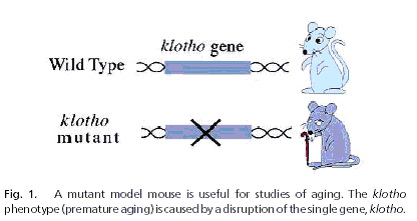 klotho gene
Wild Type
klotho
mutant
Fig. 1. A mutant model mouse is useful for studies of aging. The klotho
phenotype (premature aging) is caused by a disruption of the single gene, klotho.